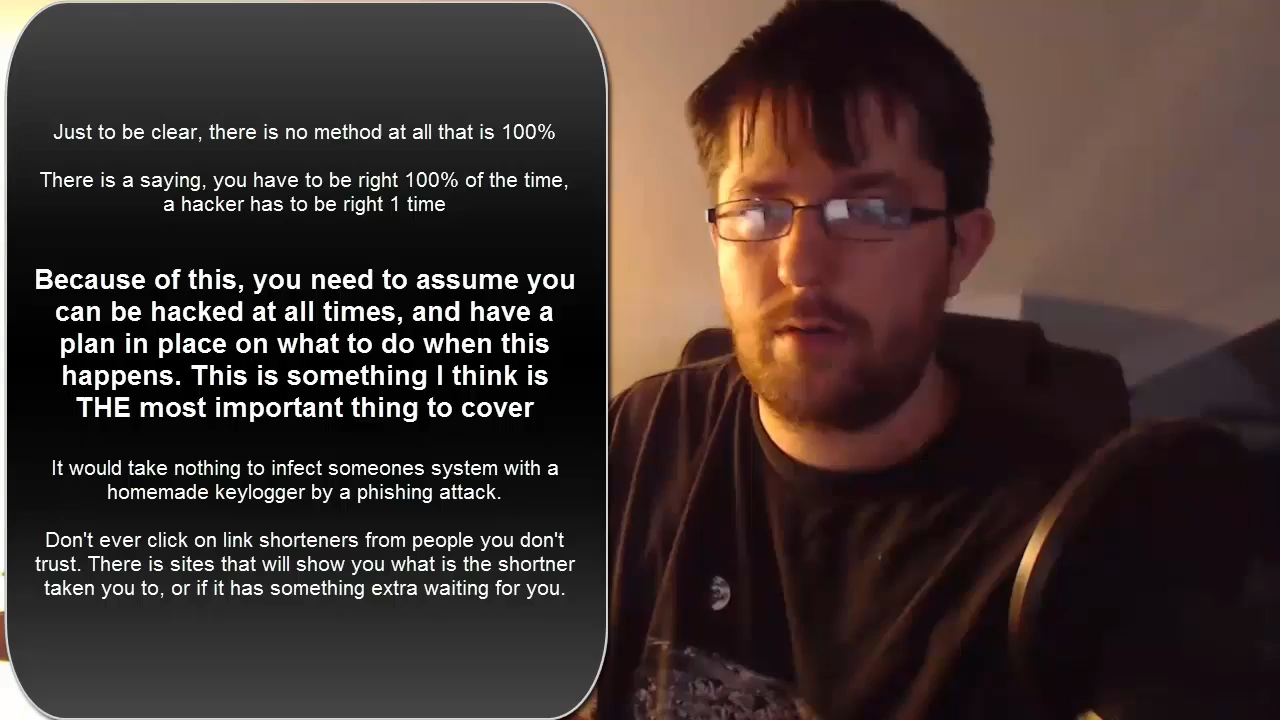 Just to be clear, there is no method at all that is 100%
There is a saying, you have to be right 100% of the time,
a hacker has to be right 1 time
Because of this, you need to assume you
can be hacked at all times, and have a
plan in place on what to do when this
happens. This is something I think is
THE most important thing to cover
It would take nothing to infect someones system with a
homemade keylogger by a phishing attack.
Don't ever click on link shorteners from people you don't
trust. There is sites that will show you what is the shortner
taken you to, or if it has something extra waiting for you.